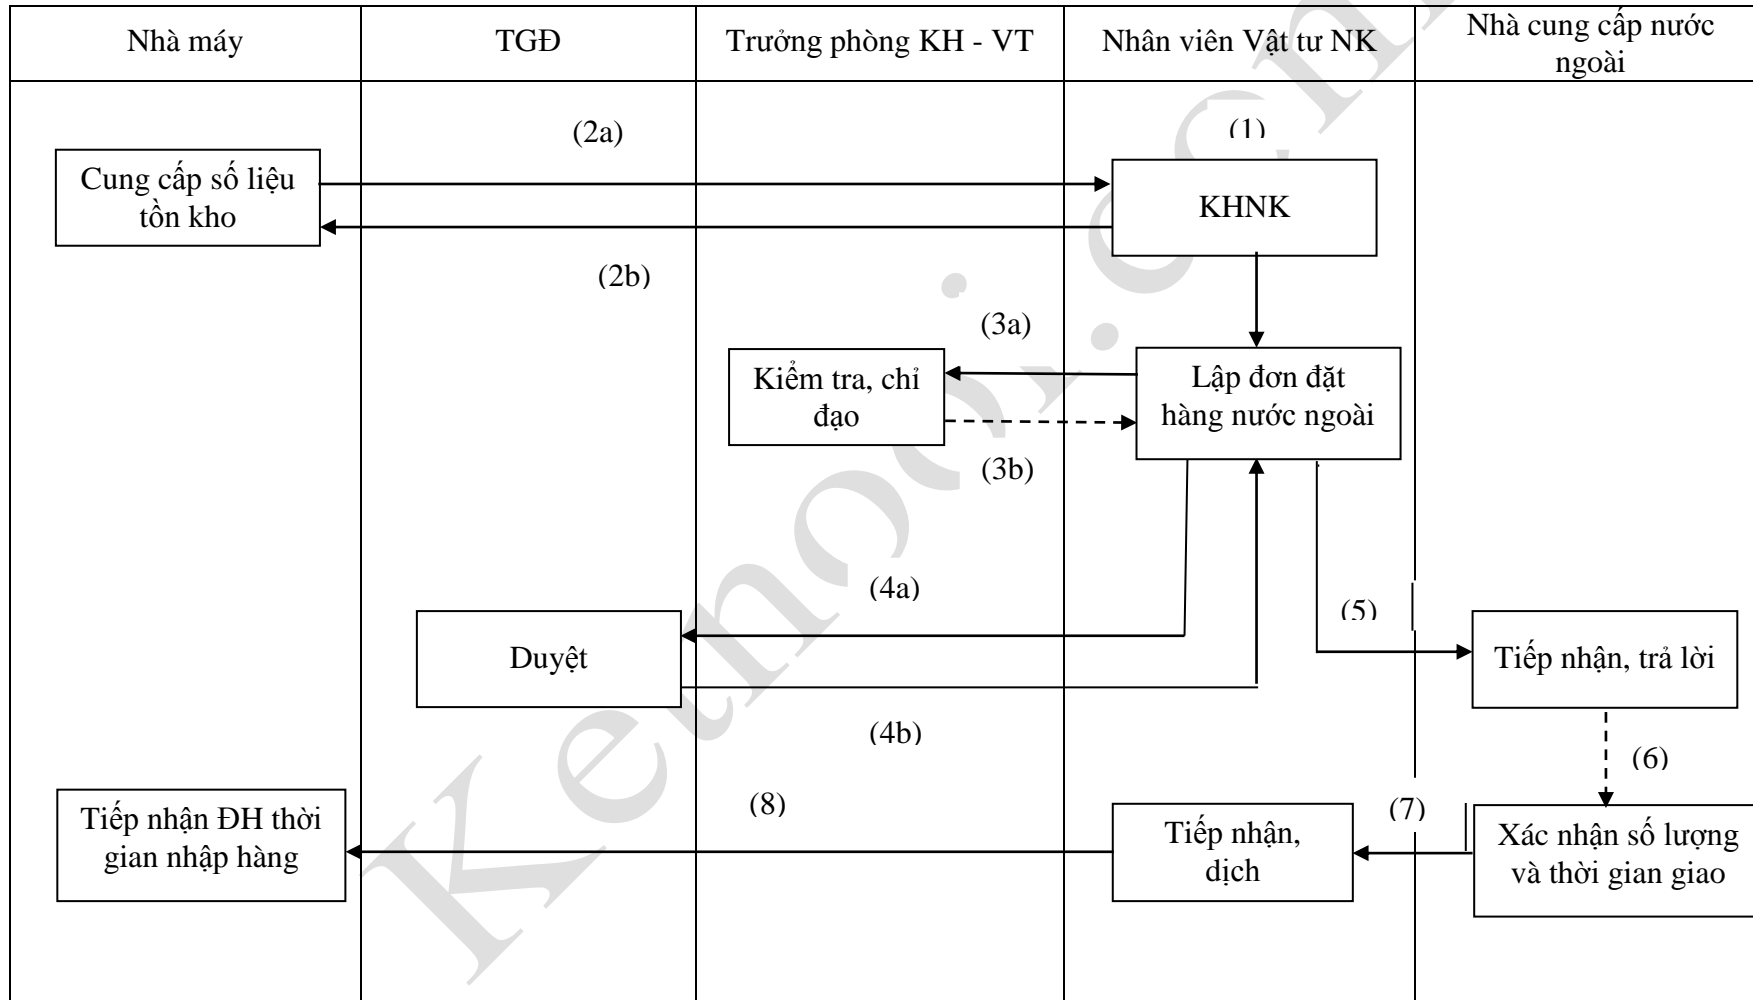 Nhà máy
TGĐ
Trưởng phòng KH - VT
Nhân viên Vật tư NK
Nhà cung cấp nước
ngoài
(2a)
(1)
Cung cấp số liệu
tồn kho
KHNK
(2b)
(3a)
Kiểm tra, chỉ
đạo
Lập đơn đặt
hàng nước ngoài
(3b)
(4a)
(5)
Duyệt
Tiếp nhận, trả lời
(4b)
(6)
(8)
(7)
Tiếp nhận ĐH thời
gian nhập hàng
Tiếp nhận,
dịch
Xác nhận số lượng
và thời gian giao